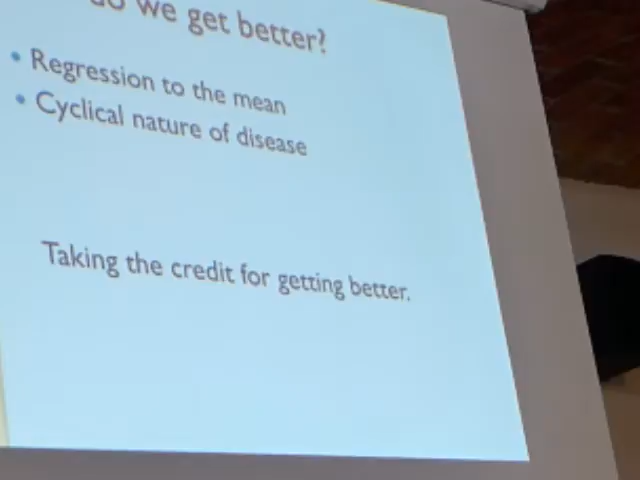 we get better?
• Regression to the mean
• Cyclical nature of disease
Taking the credit for getting better.